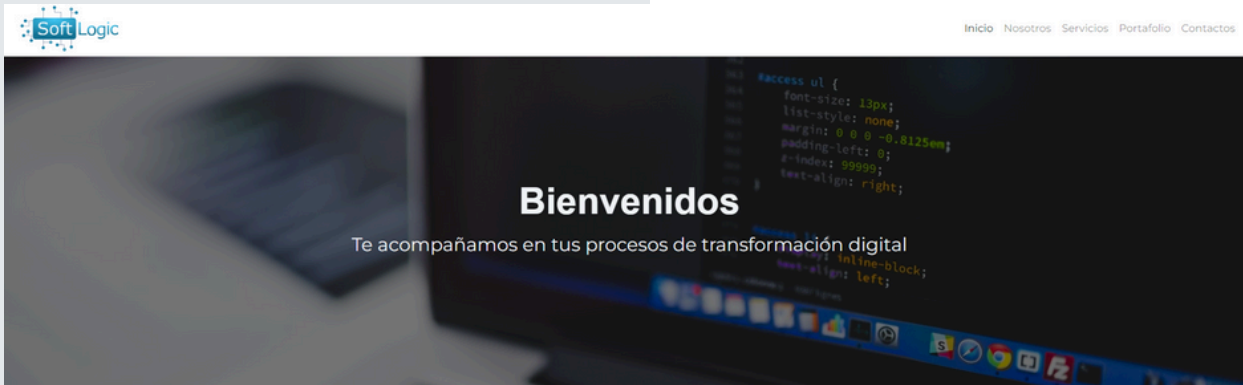 Soft Logic
Inicio Nosotros Servicios Portafolio Contactos
#access ul {
font-size: 13px;
list-style: none;
margin: 0 0 0 -0.8125em;
padding-left: 0;
z-index: 99999;
text-align: right;
}
Bienvenidos
Te acompañamos en tus procesos de transformación digital
inline-block;
text-align: left;
S
Fz